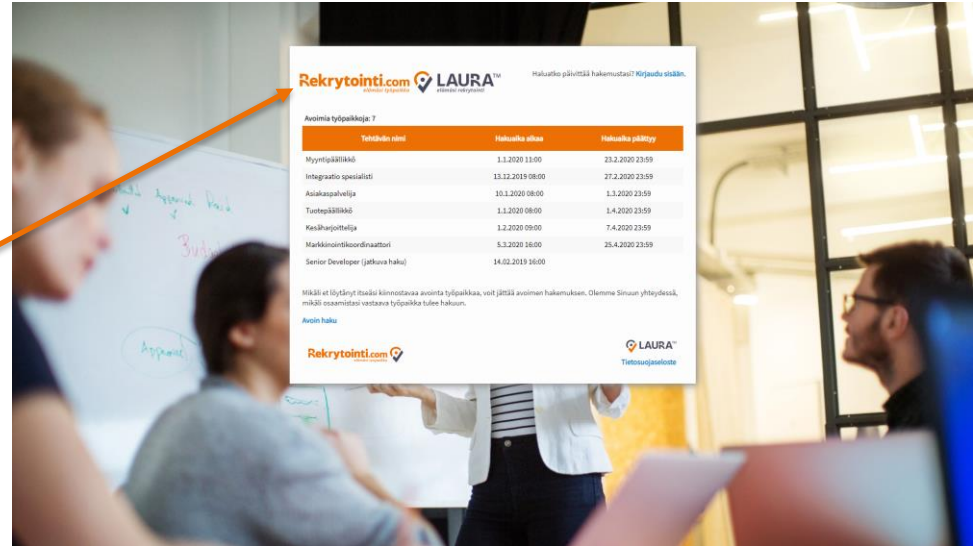 Rekrytointi.com LAURA™
elämäsi työpaikka elämäsi rekrytointi
Haluatko päivittää hakemustasi? Kirjaudu sisään.
Avoimia työpaikkoja: 7
Tehtävän nimi Hakuaika alkaa Hakuaika päättyy
Myyntipäällikkö 1.1.2020 11:00 23.2.2020 23:59
Integraatio spesialisti 13.12.2019 08:00 27.2.2020 23:59
Asiakaspalvelija 10.1.2020 08:00 1.3.2020 23:59
Tuotepäällikkö 1.1.2020 08:00 1.4.2020 23:59
Kesäharjoittelija 1.2.2020 09:00 7.4.2020 23:59
Markkinointikoordinaattori 5.3.2020 16:00 25.4.2020 23:59
Senior Developer (jatkuva haku) 14.02.2019 16:00
Mikäli et löytänyt itseäsi kiinnostavaa avointa työpaikkaa, voit jättää avoimen hakemuksen. Olemme Sinuun yhteydessä,
mikäli osaamistasi vastaava työpaikka tulee hakuun.
Avoin haku
Rekrytointi.com LAURA™
elämäsi työpaikka
Tietosuojaseloste
Approved